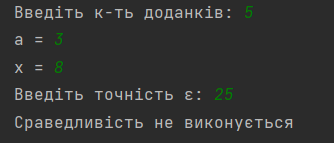 Введіть к-ть доданків: 5
a = 3
x = 8
Введіть точність ε: 25
Сраведливість не виконується